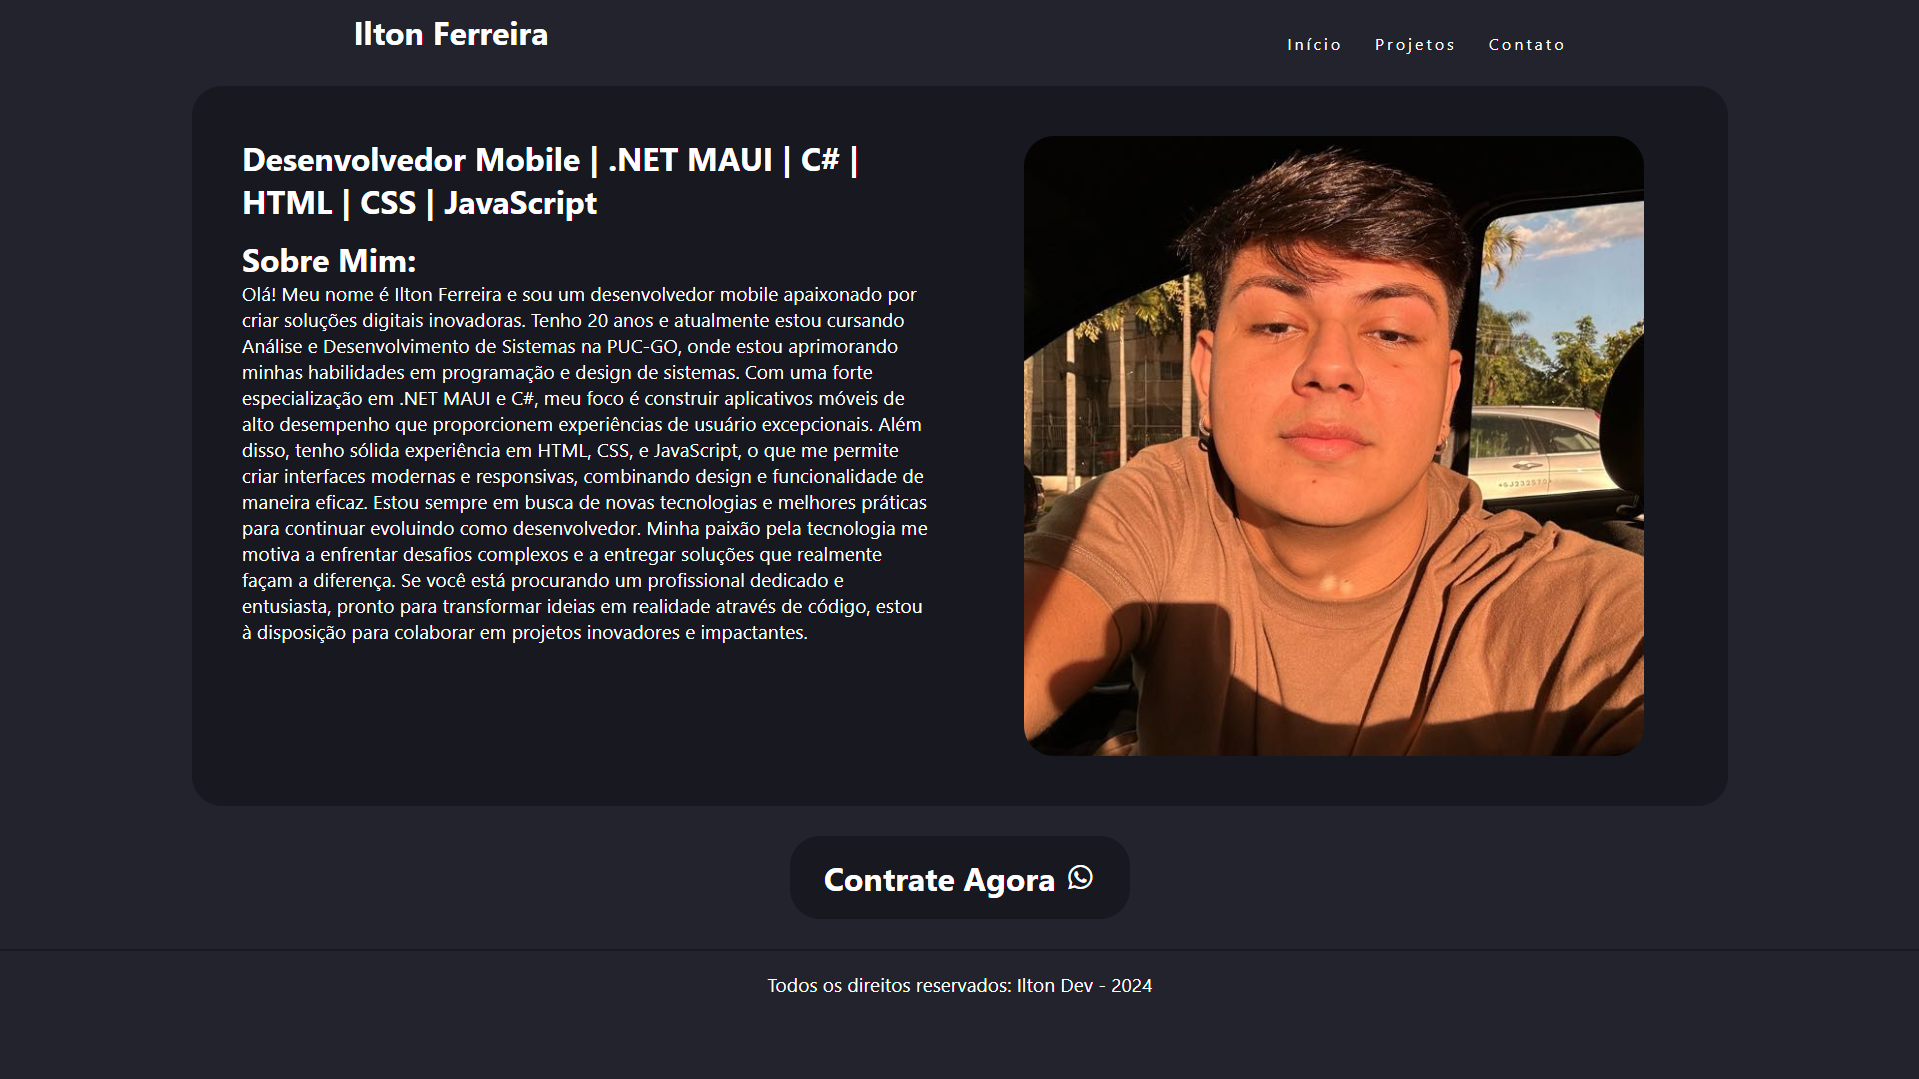 Ilton Ferreira
Início Projetos Contato
Desenvolvedor Mobile | .NET MAUI | C# |
HTML | CSS | JavaScript
Sobre Mim:
Olá! Meu nome é Ilton Ferreira e sou um desenvolvedor mobile apaixonado por
criar soluções digitais inovadoras. Tenho 20 anos e atualmente estou cursando
Análise e Desenvolvimento de Sistemas na PUC-GO, onde estou aprimorando
minhas habilidades em programação e design de sistemas. Com uma forte
especialização em .NET MAUI e C#, meu foco é construir aplicativos móveis de
alto desempenho que proporcionem experiências de usuário excepcionais. Além
disso, tenho sólida experiência em HTML, CSS, e JavaScript, o que me permite
criar interfaces modernas e responsivas, combinando design e funcionalidade de
maneira eficaz. Estou sempre em busca de novas tecnologias e melhores práticas
para continuar evoluindo como desenvolvedor. Minha paixão pela tecnologia me
motiva a enfrentar desafios complexos e a entregar soluções que realmente
façam a diferença. Se você está procurando um profissional dedicado e
entusiasta, pronto para transformar ideias em realidade através de código, estou
à disposição para colaborar em projetos inovadores e impactantes.
Contrate Agora
Todos os direitos reservados: Ilton Dev - 2024